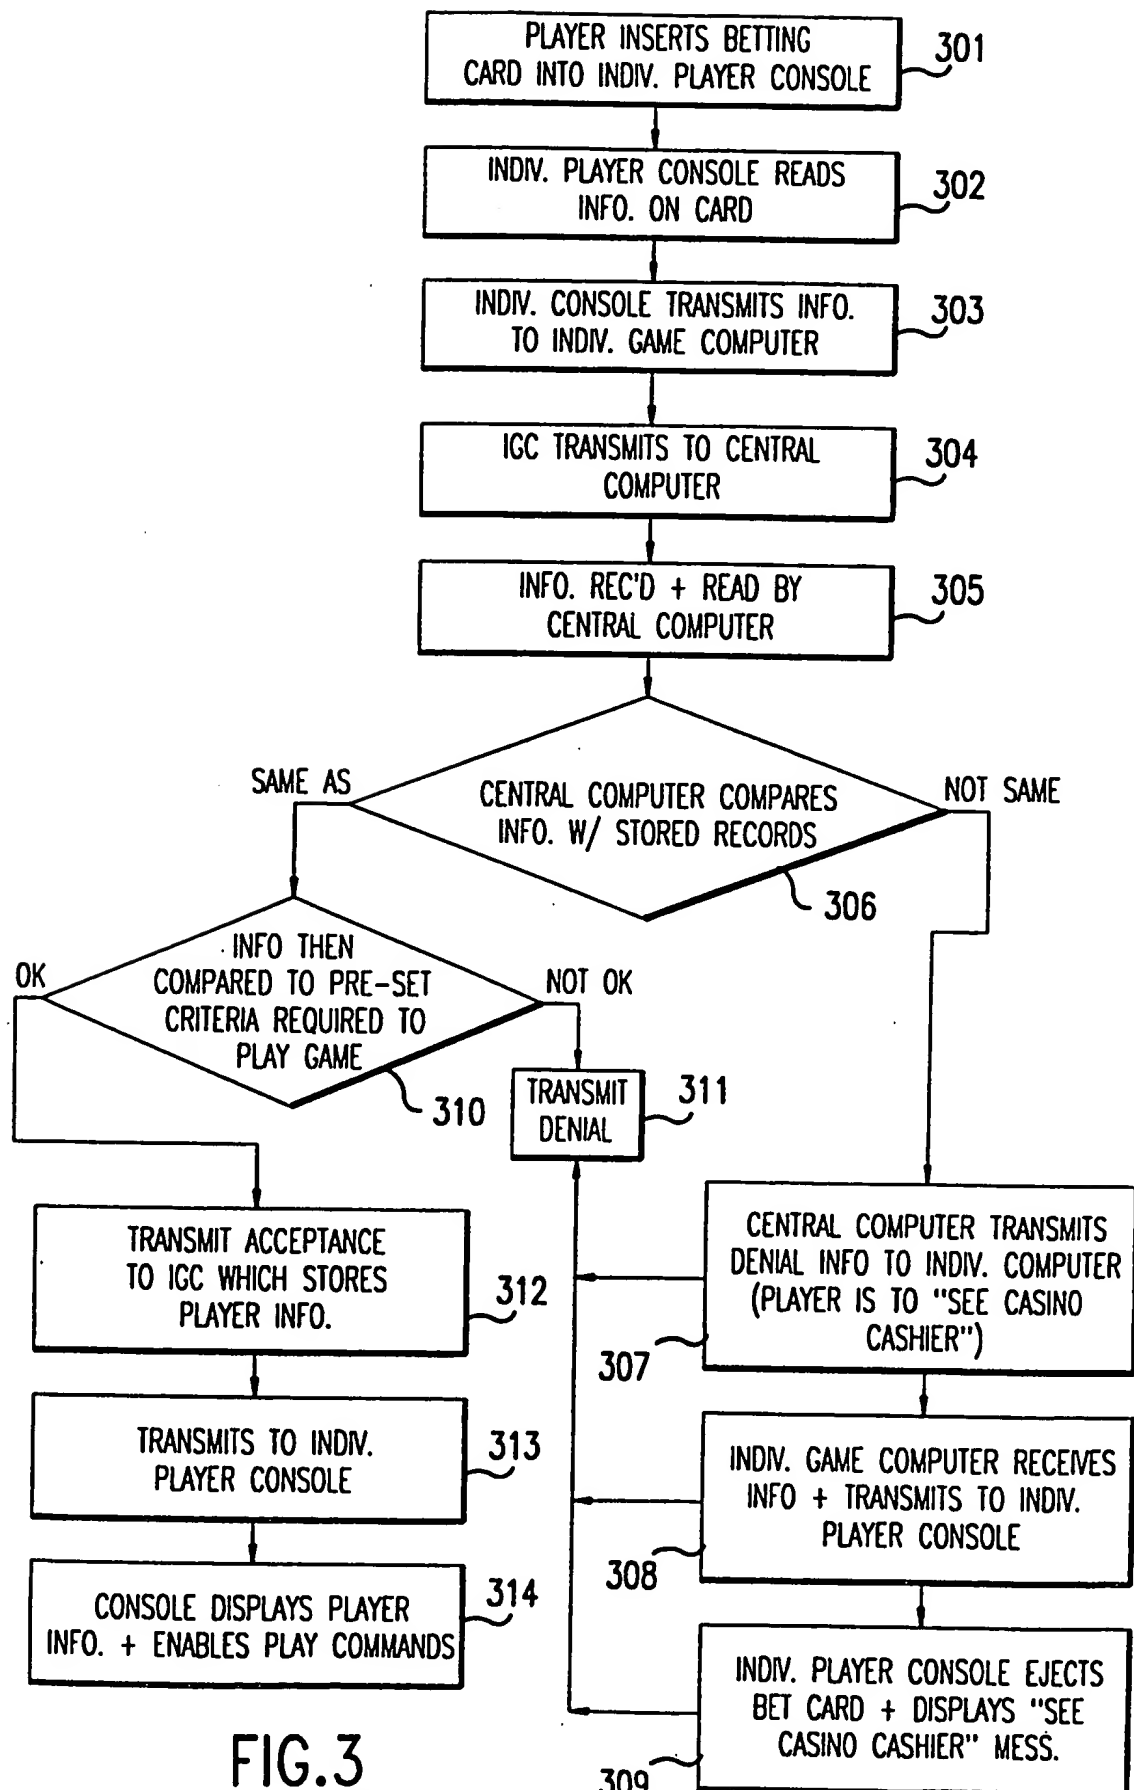 PLAYER INSERTS BETTING
CARD INTO INDIV. PLAYER CONSOLE
301
INDIV. PLAYER CONSOLE READS
INFO. ON CARD
302
INDIV. CONSOLE TRANSMITS INFO.
TO INDIV. GAME COMPUTER
303
IGC TRANSMITS TO CENTRAL
COMPUTER
304
INFO. REC'D + READ BY
CENTRAL COMPUTER
305
SAME AS
CENTRAL COMPUTER COMPARES
INFO. W/ STORED RECORDS
NOT SAME
306
OK
INFO THEN
COMPARED TO PRE-SET
CRITERIA REQUIRED TO
PLAY GAME
NOT OK
310
TRANSMIT
DENIAL
311
TRANSMIT ACCEPTANCE
TO IGC WHICH STORES
PLAYER INFO.
312
CENTRAL COMPUTER TRANSMITS
DENIAL INFO TO INDIV. COMPUTER
(PLAYER IS TO "SEE CASINO
CASHIER")
307
TRANSMITS TO INDIV.
PLAYER CONSOLE
313
INDIV. GAME COMPUTER RECEIVES
INFO + TRANSMITS TO INDIV.
PLAYER CONSOLE
308
CONSOLE DISPLAYS PLAYER
INFO. + ENABLES PLAY COMMANDS
314
INDIV. PLAYER CONSOLE EJECTS
BET CARD + DISPLAYS "SEE
CASINO CASHIER" MESS.
309
FIG.3